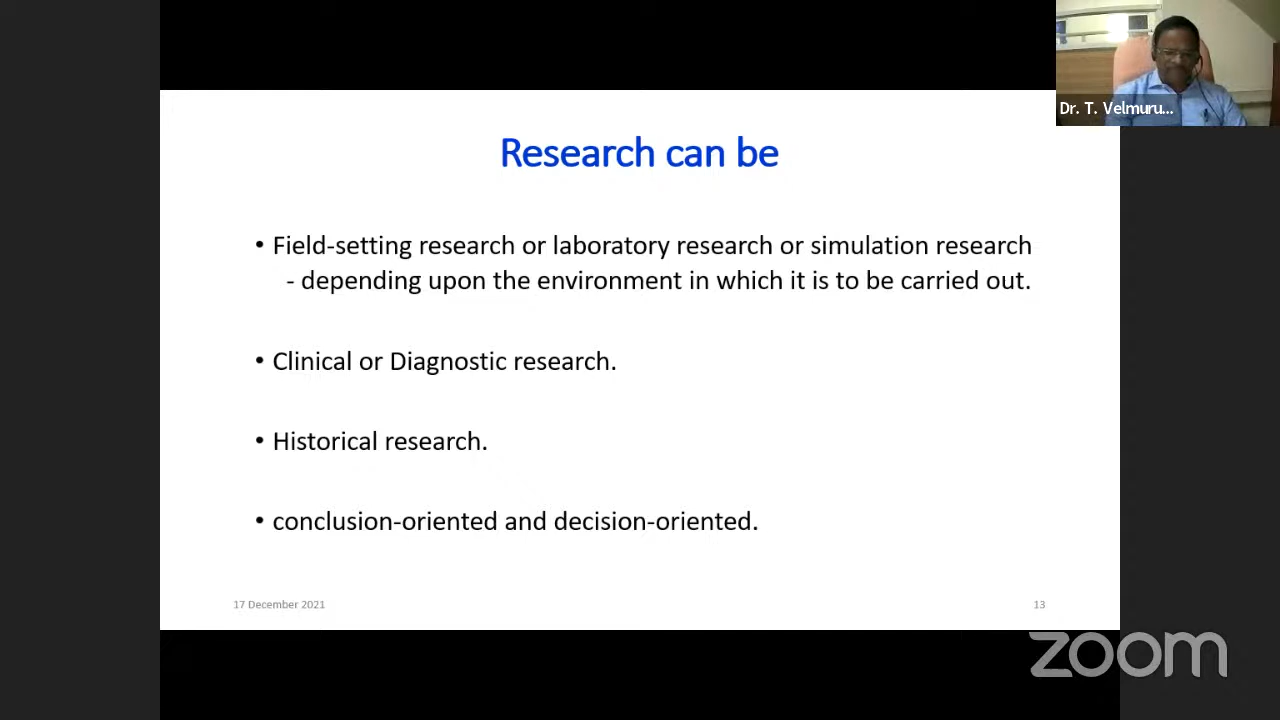 Research can be
• Field-setting research or laboratory research or simulation research
- depending upon the environment in which it is to be carried out.
• Clinical or Diagnostic research.
• Historical research.
• conclusion-oriented and decision-oriented.
17 December 2021
13
Dr. T. Velmuru...
zoom